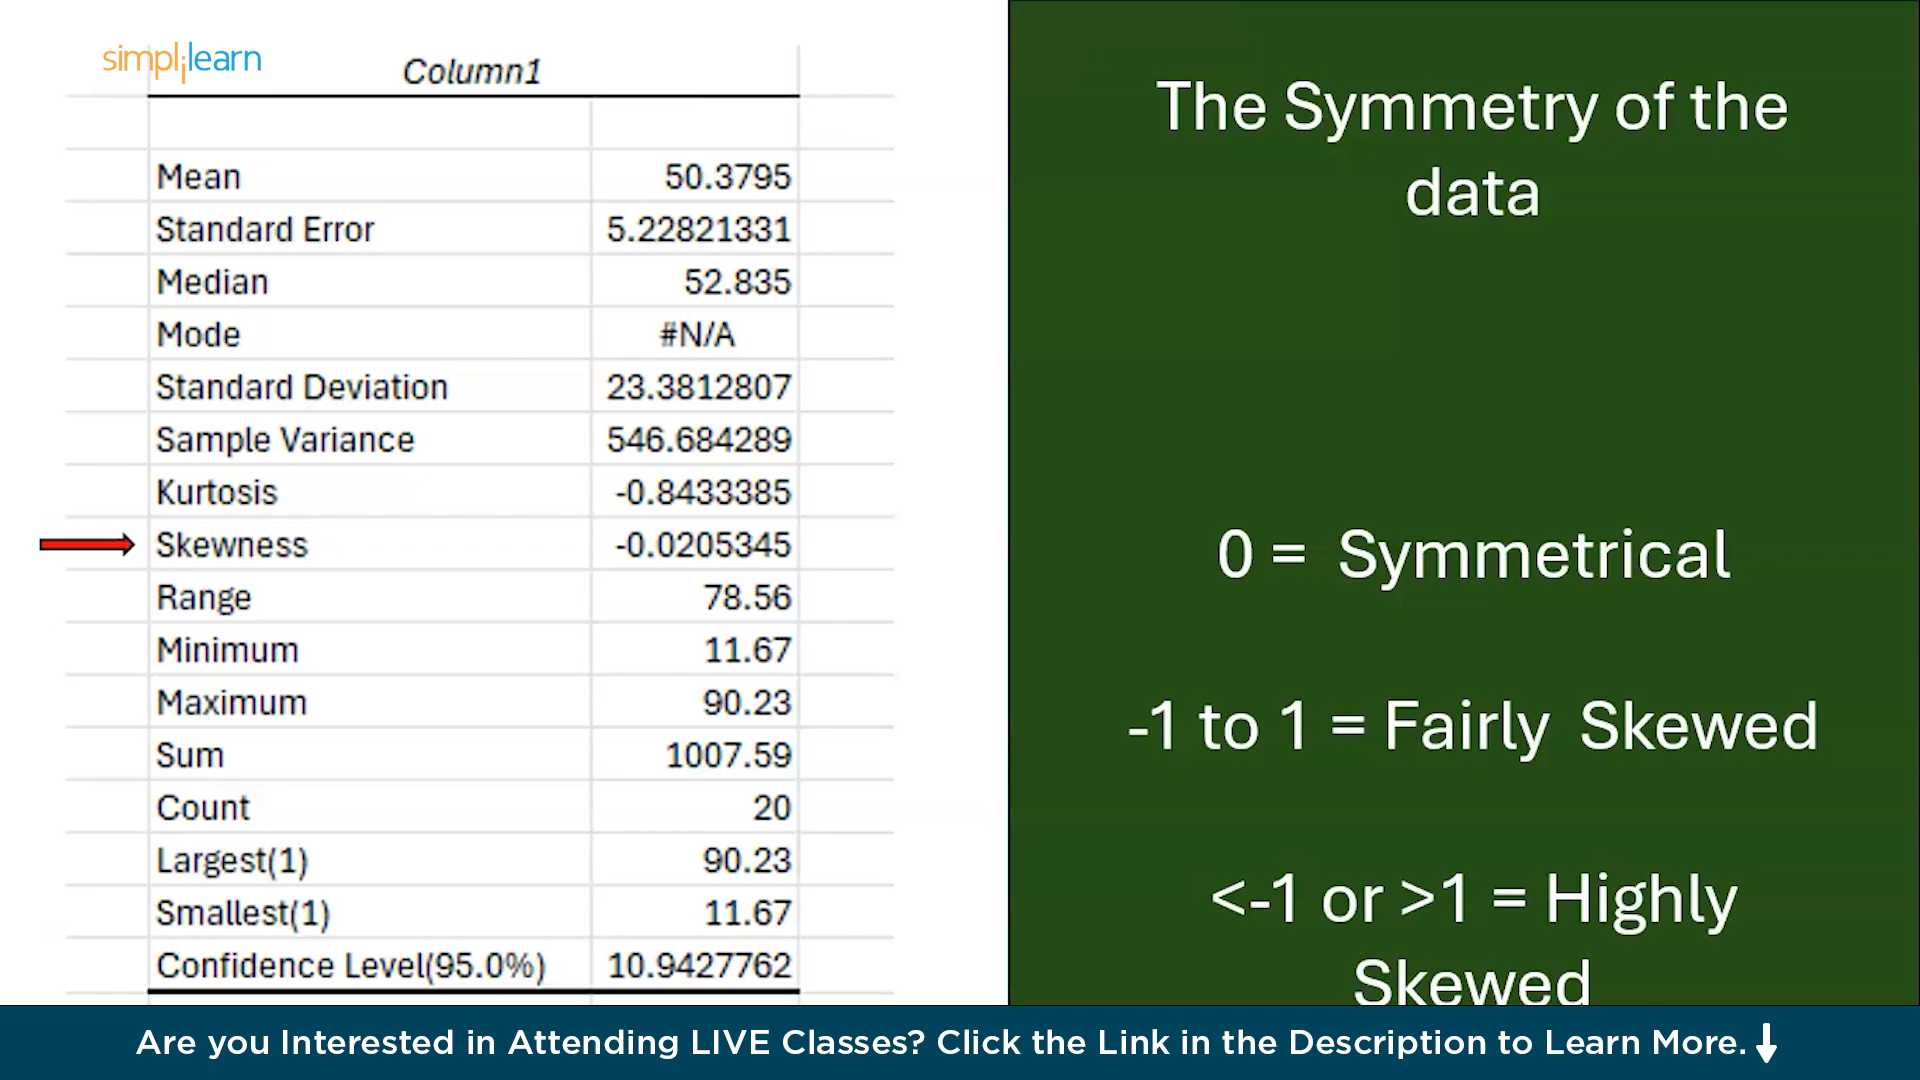 simplilearn
Column1
Mean 50.3795
Standard Error 5.22821331
Median 52.835
Mode #N/A
Standard Deviation 23.3812807
Sample Variance 546.684289
Kurtosis -0.8433385
Skewness -0.0205345
Range 78.56
Minimum 11.67
Maximum 90.23
Sum 1007.59
Count 20
Largest(1) 90.23
Smallest(1) 11.67
Confidence Level(95.0%) 10.9427762
The Symmetry of the
data
0 = Symmetrical
-1 to 1 = Fairly Skewed
<-1 or >1 = Highly
Skewed
Are you Interested in Attending LIVE Classes? Click the Link in the Description to Learn More.